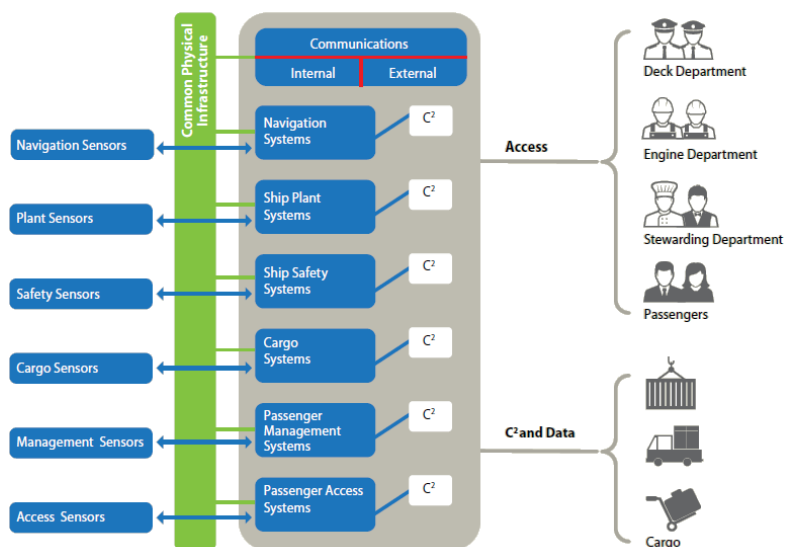 Common Physical
Infrastructure
Communications
Internal
External
Navigation Sensors
Navigation
Systems
C²
Plant Sensors
Ship Plant
Systems
C²
Safety Sensors
Ship Safety
Systems
C²
Cargo Sensors
Cargo
Systems
C²
Management Sensors
Passenger
Management
Systems
C²
Access Sensors
Passenger Access
Systems
C²
Access
Deck Department
Engine Department
Stewarding Department
Passengers
C² and Data
Cargo